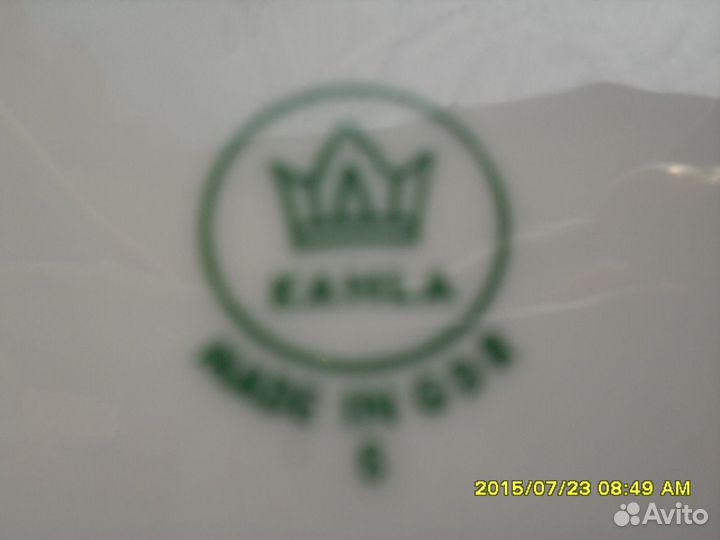 KAHLA
MADE IN GDR
2015/07/23 08:49 AM
Avito